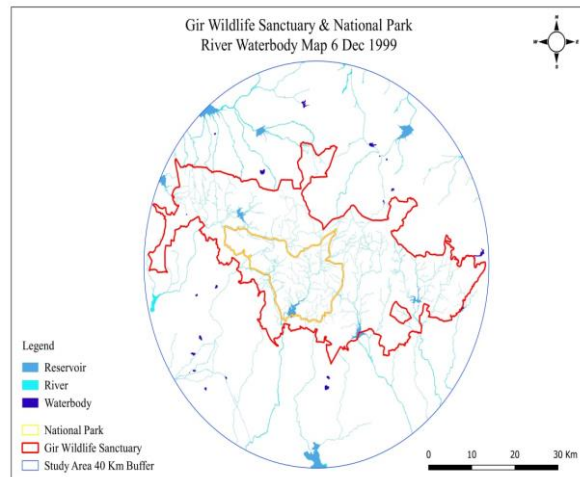 Gir Wildlife Sanctuary & National Park
River Waterbody Map 6 Dec 1999
N
W
E
S
Legend
Reservoir
River
Waterbody
National Park
Gir Wildlife Sanctuary
Study Area 40 Km Buffer
0 10 20 30 Km